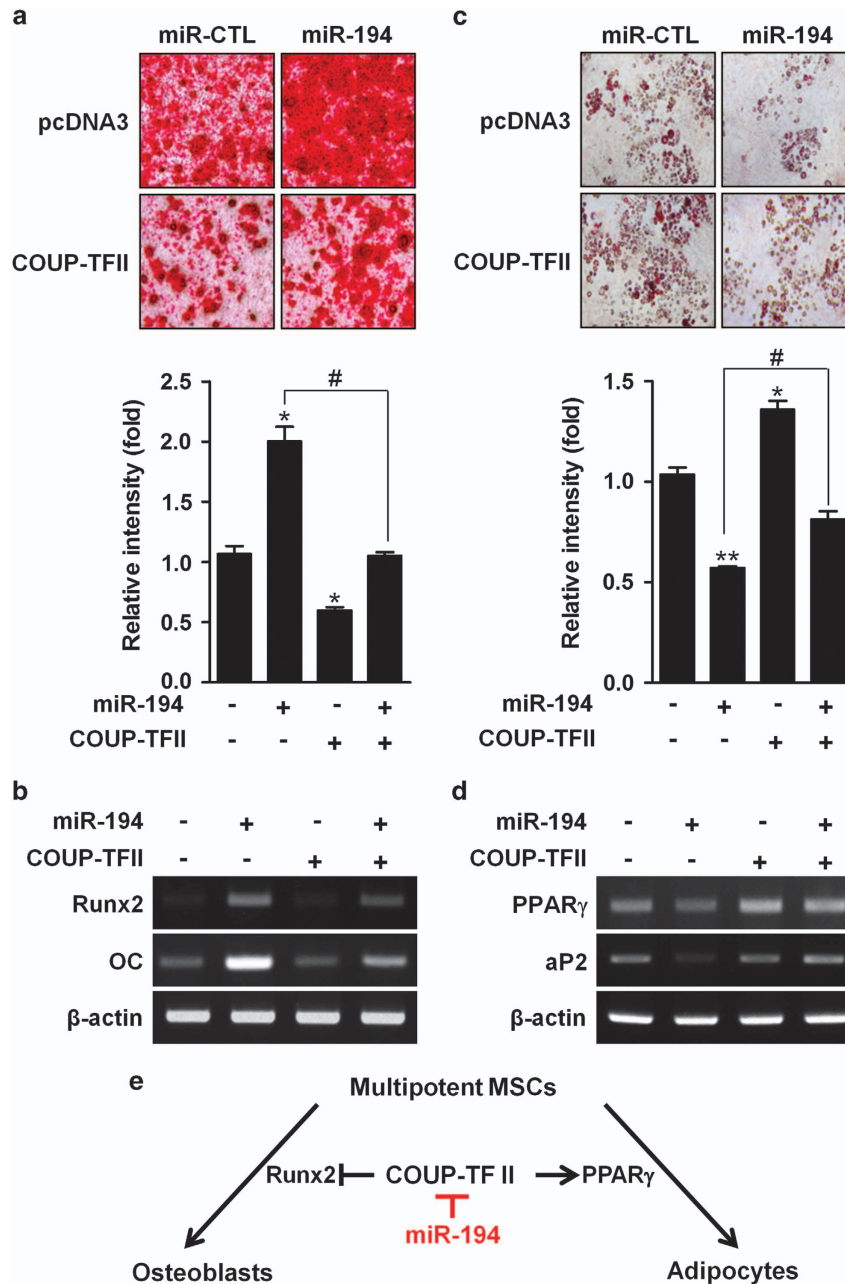 a
miR-CTL miR-194
pcDNA3
COUP-TFII
Relative intensity (fold)
2.5
2.0
1.5
1.0
0.5
0.0
*
*
#
miR-194 - + - +
COUP-TFII - - + +
b
miR-194 - + - +
COUP-TFII - - + +
Runx2
OC
β-actin
c
miR-CTL miR-194
pcDNA3
COUP-TFII
Relative intensity (fold)
1.5
1.0
0.5
0.0
**
*
#
miR-194 - + - +
COUP-TFII - - + +
d
miR-194 - + - +
COUP-TFII - - + +
PPARγ
aP2
β-actin
e
Multipotent MSCs
Runx2 COUP-TF II PPARγ
miR-194
Osteoblasts Adipocytes